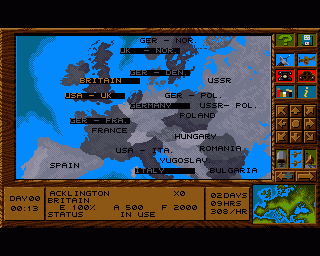 GER - NOR
UK - NOR.
GER - DEN.
BRITAIN
USSR
USA - UK
GER - POL.
GERMANY
USSR- POL.
POLAND
GER - FRA.
FRANCE
HUNGARY
USA - ITA.
ROMANIA
YUGOSLAV
SPAIN
ITALY
BULGARIA
DAY00
00:13
ACKLINGTON X0
BRITAIN
E 100% A 500 F 2000
STATUS IN USE
02DAYS
09HRS
308/HR